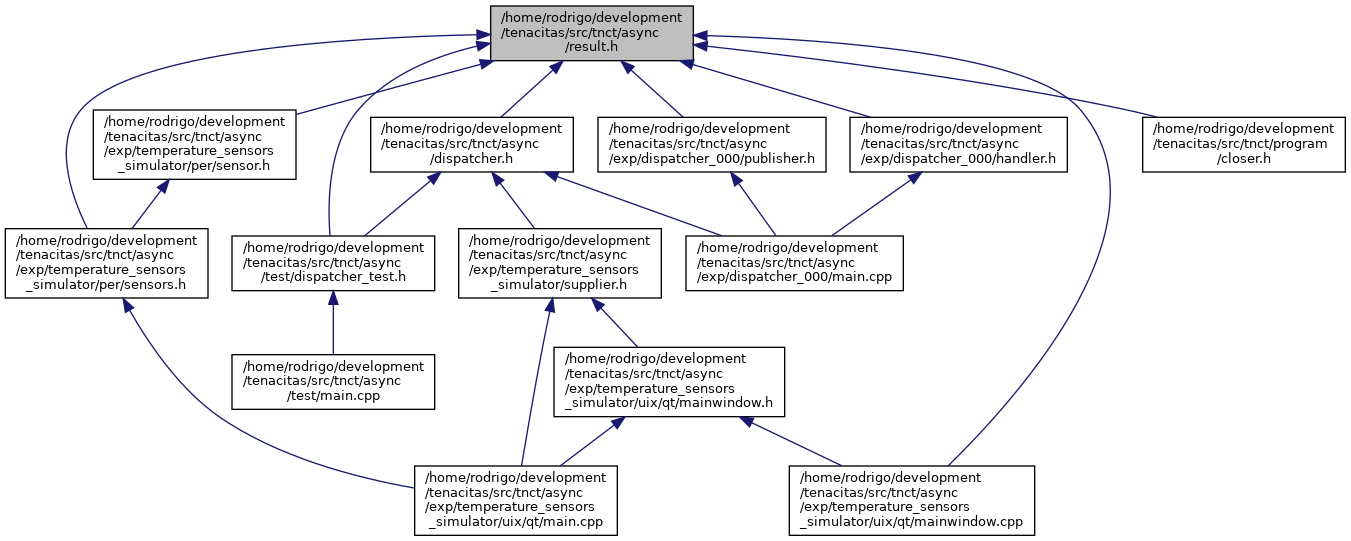 /home/rodrigo/development
/tenacitas/src/tnct/async
/result.h
/home/rodrigo/development
/tenacitas/src/tnct/async
/exp/temperature_sensors
_simulator/per/sensor.h
/home/rodrigo/development
/tenacitas/src/tnct/async
/dispatcher.h
/home/rodrigo/development
/tenacitas/src/tnct/async
/exp/dispatcher_000/publisher.h
/home/rodrigo/development
/tenacitas/src/tnct/async
/exp/dispatcher_000/handler.h
/home/rodrigo/development
/tenacitas/src/tnct/program
/closer.h
/home/rodrigo/development
/tenacitas/src/tnct/async
/exp/temperature_sensors
_simulator/per/sensors.h
/home/rodrigo/development
/tenacitas/src/tnct/async
/test/dispatcher_test.h
/home/rodrigo/development
/tenacitas/src/tnct/async
/exp/temperature_sensors
_simulator/supplier.h
/home/rodrigo/development
/tenacitas/src/tnct/async
/exp/dispatcher_000/main.cpp
/home/rodrigo/development
/tenacitas/src/tnct/async
/test/main.cpp
/home/rodrigo/development
/tenacitas/src/tnct/async
/exp/temperature_sensors
_simulator/uix/qt/mainwindow.h
/home/rodrigo/development
/tenacitas/src/tnct/async
/exp/temperature_sensors
_simulator/uix/qt/main.cpp
/home/rodrigo/development
/tenacitas/src/tnct/async
/exp/temperature_sensors
_simulator/uix/qt/mainwindow.cpp